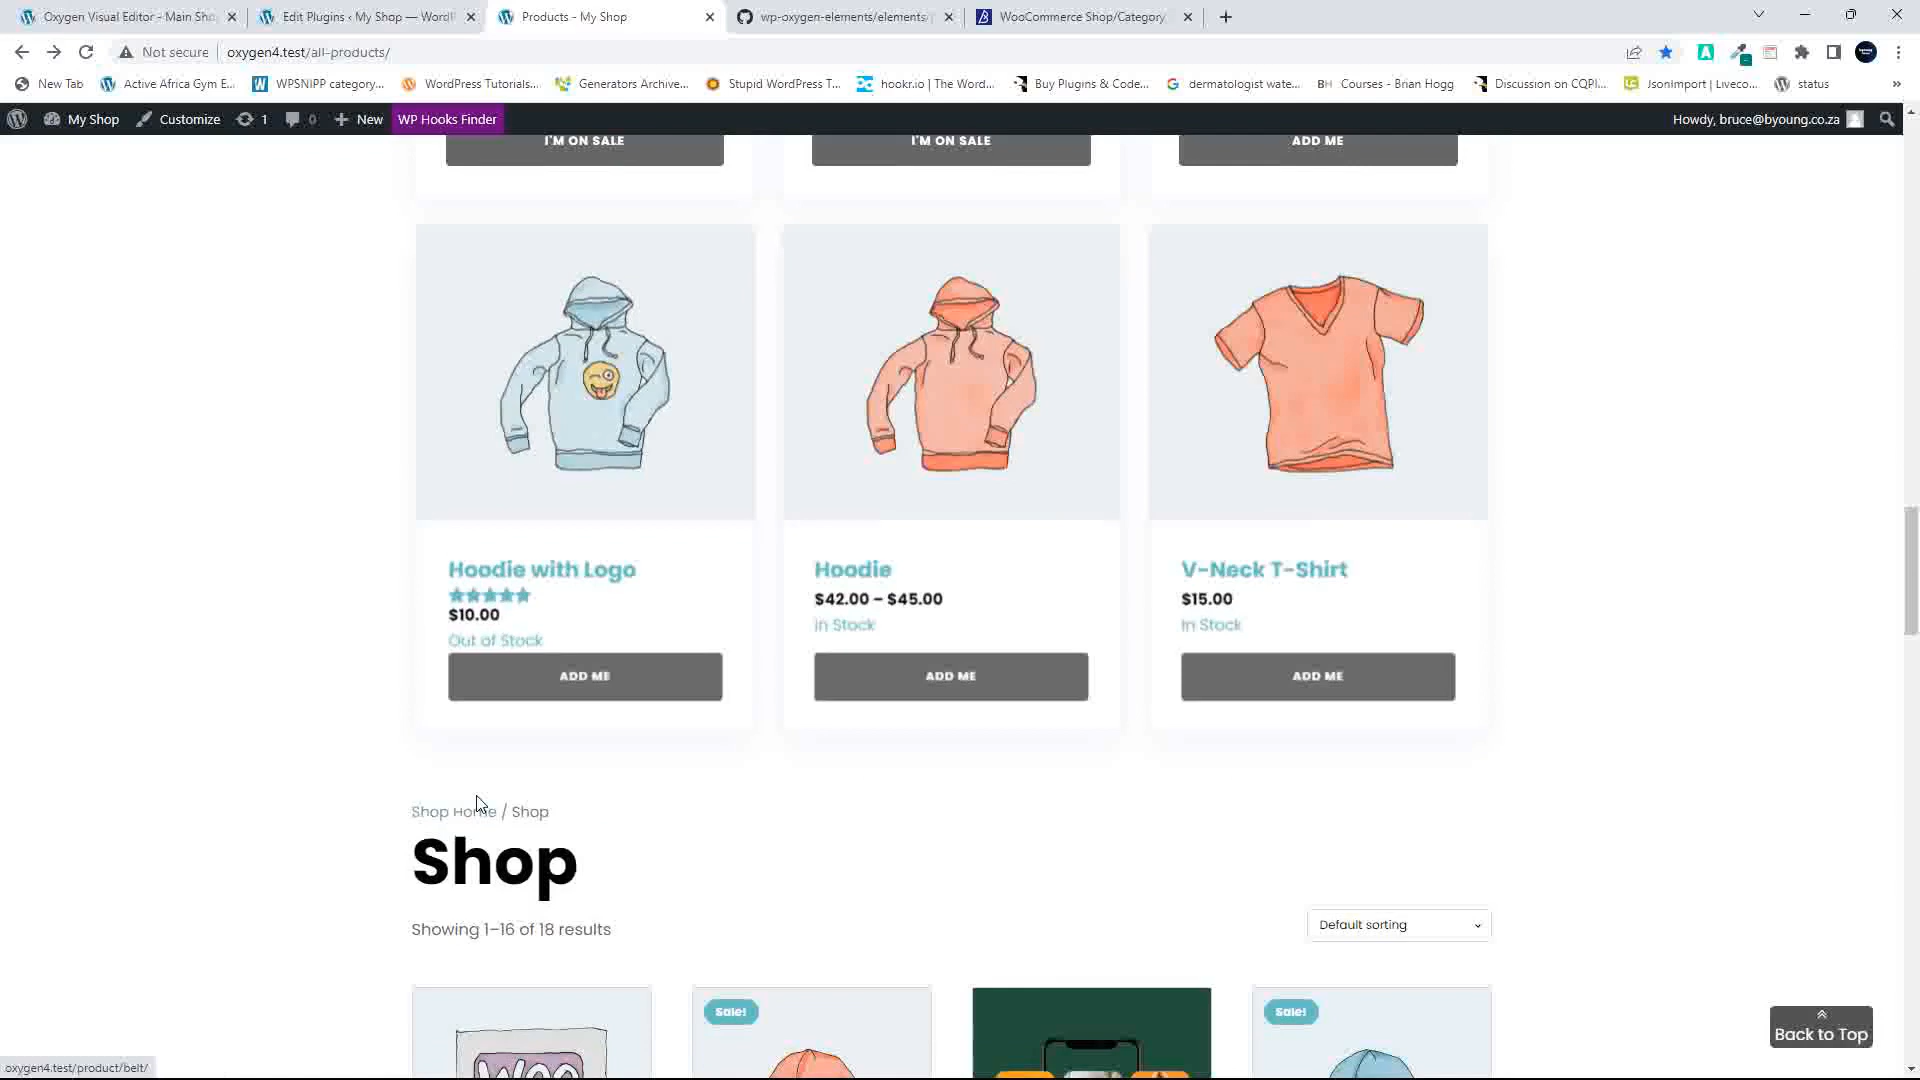 Oxygen Visual Editor - Main Sho
Edit Plugins ‹ My Shop — Word
Products - My Shop
wp-oxygen-elements/elements/
WooCommerce Shop/Category
Not secure
oxygen4.test/all-products/
New Tab
Active Africa Gym E...
WPSNIPP category...
WordPress Tutorials...
Generators Archive...
Stupid WordPress T...
hookr.io | The Word...
Buy Plugins & Code...
dermatologist wate...
BH Courses - Brian Hogg
Discussion on CQPI...
JsonImport | Liveco...
status
»
My Shop
Customize
1
0
New
WP Hooks Finder
Howdy, bruce@byoung.co.za
I'M ON SALE
I'M ON SALE
ADD ME
Hoodie with Logo
$10.00
Out of Stock
ADD ME
Hoodie
$42.00 – $45.00
In Stock
ADD ME
V-Neck T-Shirt
$15.00
In Stock
ADD ME
Shop Home / Shop
Shop
Showing 1–16 of 18 results
Default sorting
Sale!
Sale!
WOO
Back to Top
oxygen4.test/product/belt/